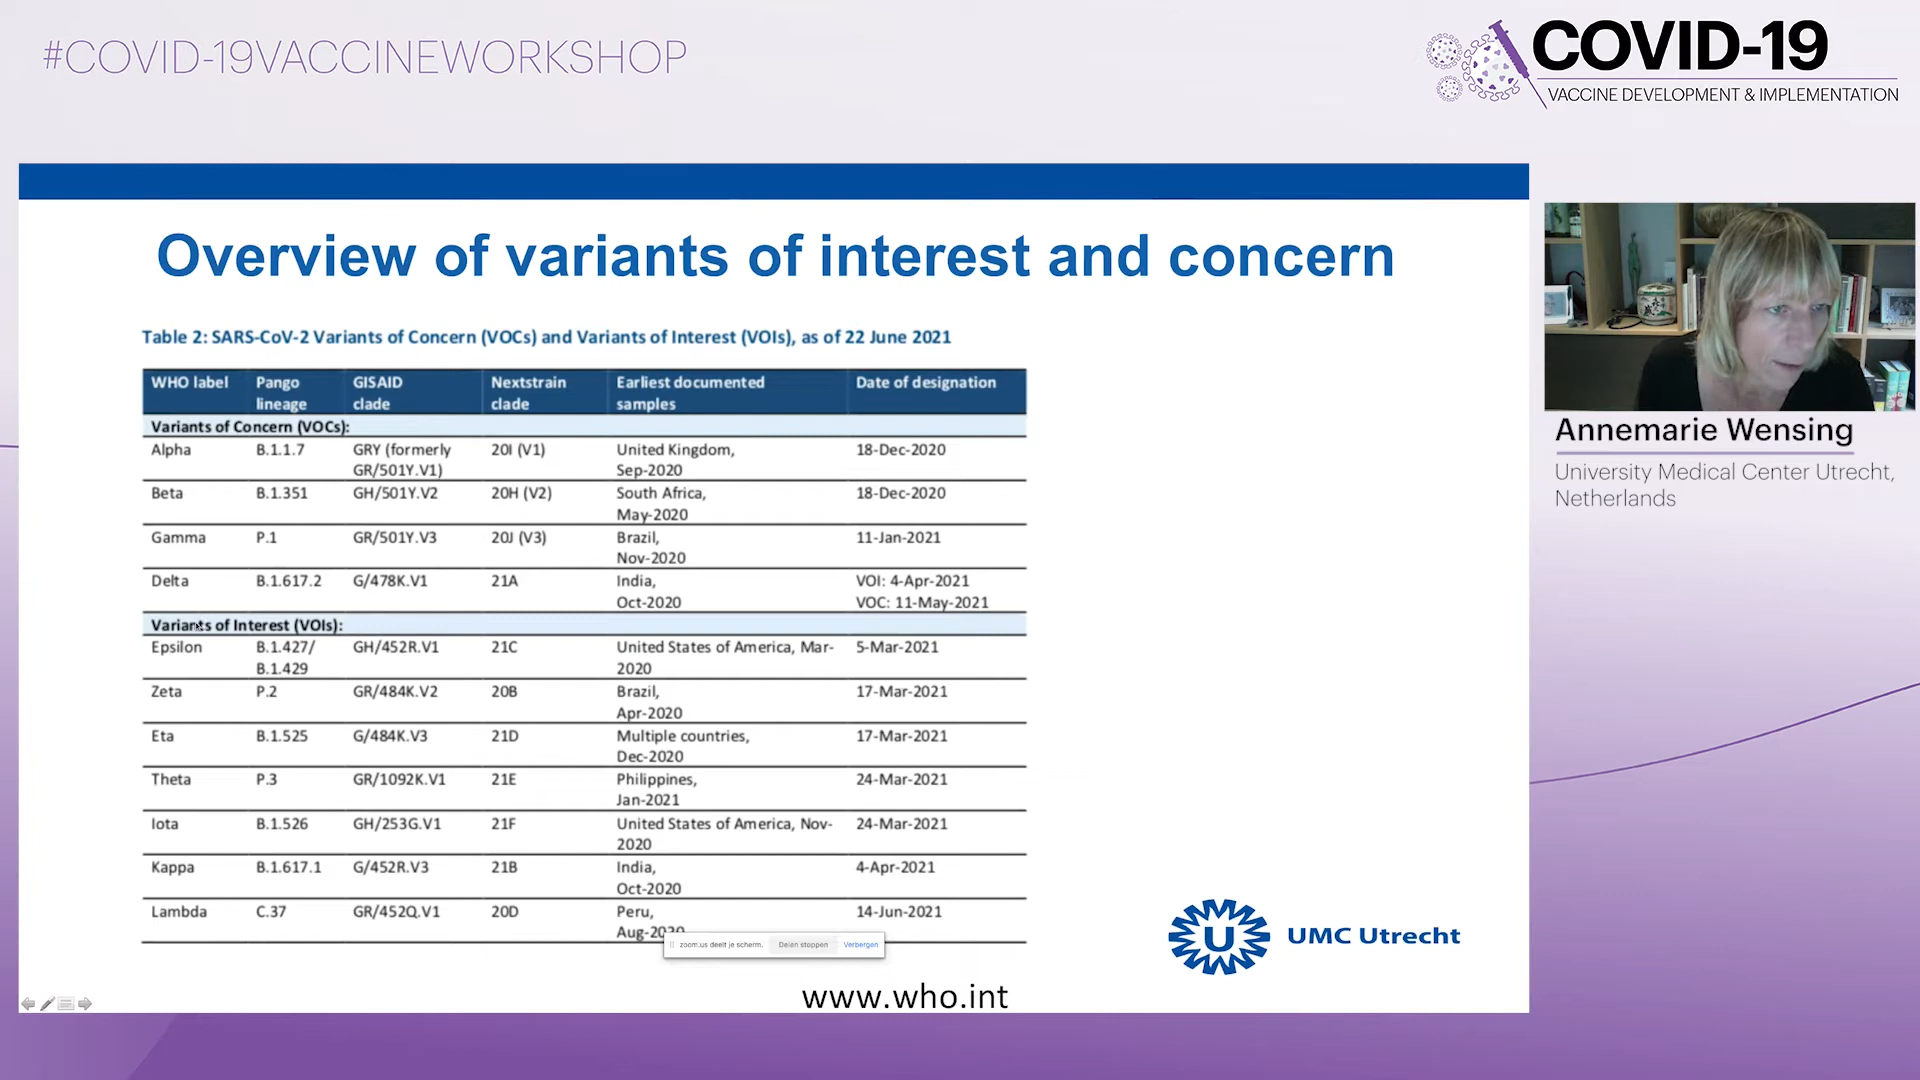 #COVID-19VACCINEWORKSHOP
COVID-19
VACCINE DEVELOPMENT & IMPLEMENTATION
Overview of variants of interest and concern
Table 2: SARS-CoV-2 Variants of Concern (VOCs) and Variants of Interest (VOIs), as of 22 June 2021
WHO label Pango lineage GISAID clade Nextstrain clade Earliest documented samples Date of designation
Variants of Concern (VOCs):
Alpha B.1.1.7 GRY (formerly GR/501Y.V1) 20I (V1) United Kingdom, Sep-2020 18-Dec-2020
Beta B.1.351 GH/501Y.V2 20H (V2) South Africa, May-2020 18-Dec-2020
Gamma P.1 GR/501Y.V3 20J (V3) Brazil, Nov-2020 11-Jan-2021
Delta B.1.617.2 G/478K.V1 21A India, Oct-2020 VOI: 4-Apr-2021 VOC: 11-May-2021
Variants of Interest (VOIs):
Epsilon B.1.427/ B.1.429 GH/452R.V1 21C United States of America, Mar-2020 5-Mar-2021
Zeta P.2 GR/484K.V2 20B Brazil, Apr-2020 17-Mar-2021
Eta B.1.525 G/484K.V3 21D Multiple countries, Dec-2020 17-Mar-2021
Theta P.3 GR/1092K.V1 21E Philippines, Jan-2021 24-Mar-2021
Iota B.1.526 GH/253G.V1 21F United States of America, Nov-2020 24-Mar-2021
Kappa B.1.617.1 G/452R.V3 21B India, Oct-2020 4-Apr-2021
Lambda C.37 GR/452Q.V1 20D Peru, Aug-2020 14-Jun-2021
zoom.us deelt je scherm. Delen stoppen Verbergen
UMC Utrecht
www.who.int
Annemarie Wensing
University Medical Center Utrecht,
Netherlands